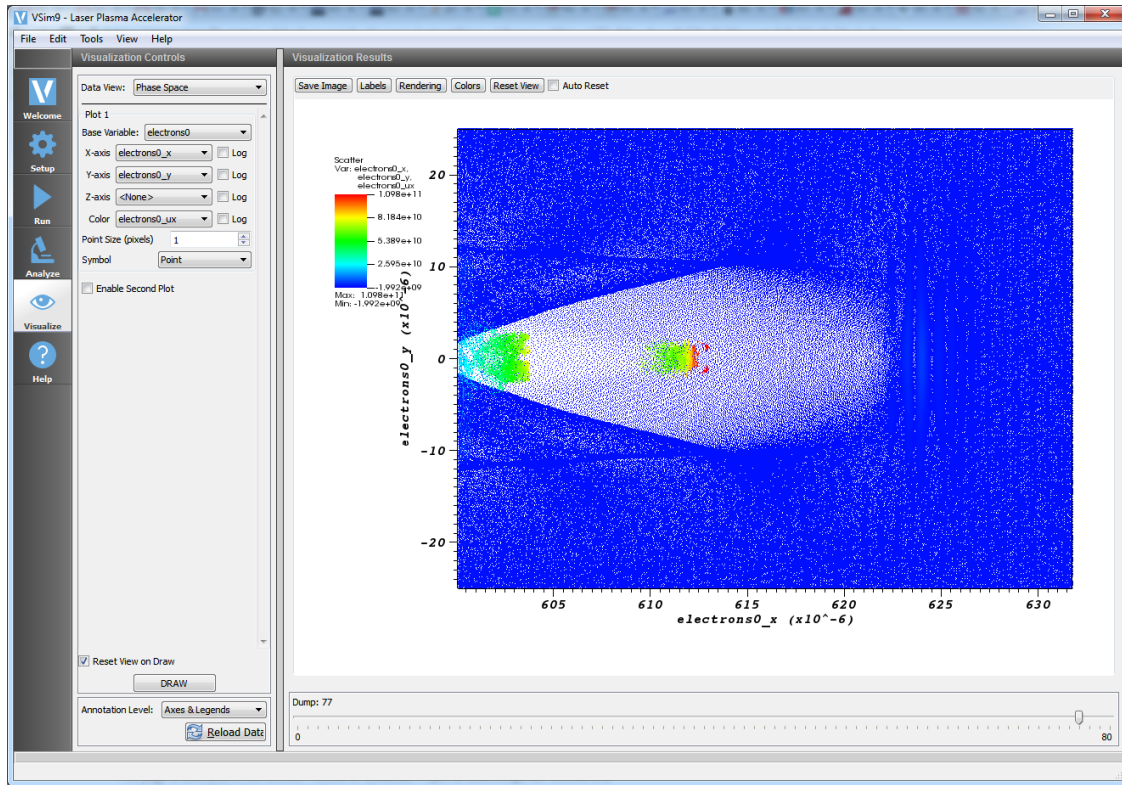 VSim9 - Laser Plasma Accelerator
File Edit Tools View Help
Visualization Controls
Visualization Results
Welcome
Setup
Run
Analyze
Visualize
Help
Data View: Phase Space
Plot 1
Base Variable: electrons0
X-axis electrons0_x Log
Y-axis electrons0_y Log
Z-axis <None> Log
Color electrons0_ux Log
Point Size (pixels) 1
Symbol Point
Enable Second Plot
Reset View on Draw
DRAW
Annotation Level: Axes & Legends
Reload Data
Save Image Labels Rendering Colors Reset View Auto Reset
Scatter
Var: electrons0_x,
electrons0_y,
electrons0_ux
1.098e+11
8.184e+10
5.389e+10
2.595e+10
-1.992e+09
Max: 1.098e+11
Min: -1.992e+09
electrons0_y (x10^-6)
20
10
0
-10
-20
605 610 615 620 625 630
electrons0_x (x10^-6)
Dump: 77
0 80